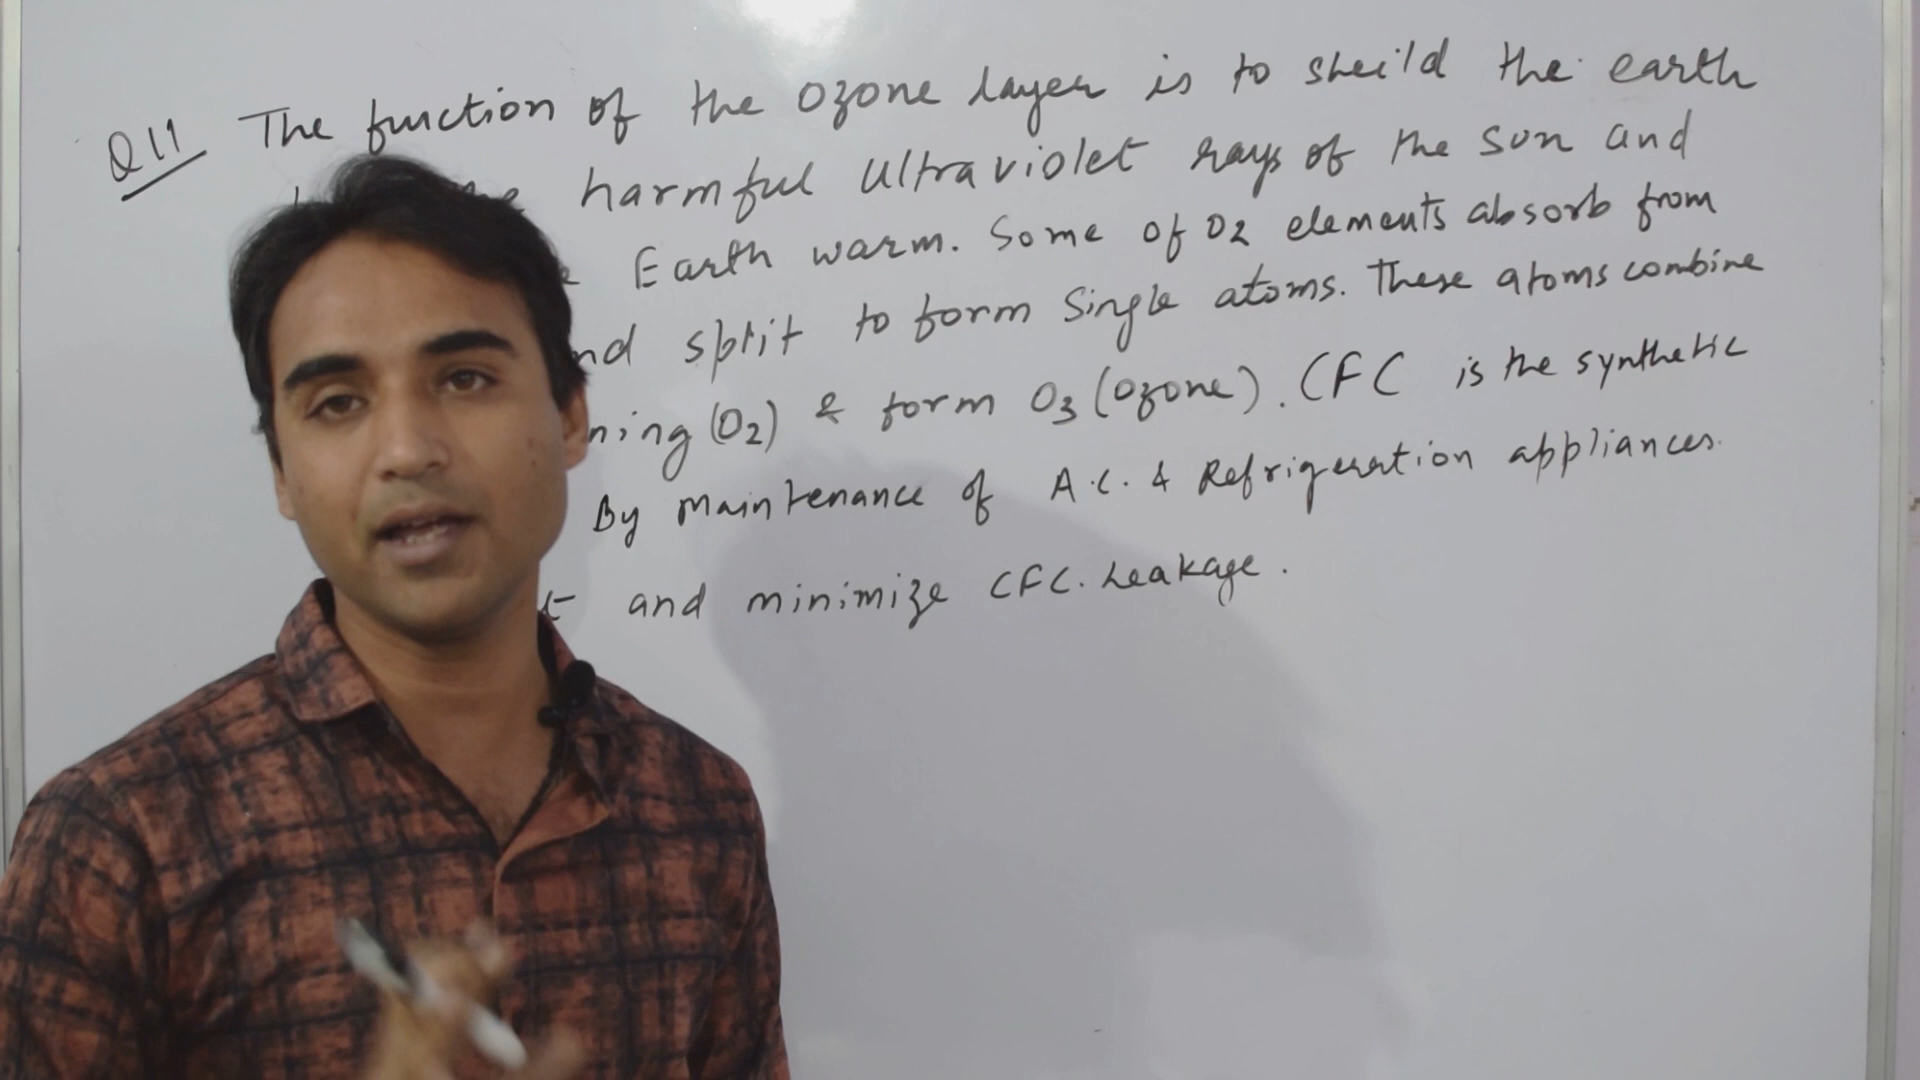 Q11 The function of the Ozone layer is to sheild the earth
harmful ultraviolet rays of the sun and
Earth warm. Some of O2 elements absorb from
nd split to form Single atoms. These atoms combine
ning (O2) & form O3 (Ozone). CFC is the synthetic
By maintenance of A.C. & Refrigeration appliances.
and minimize CFC. Leakage.